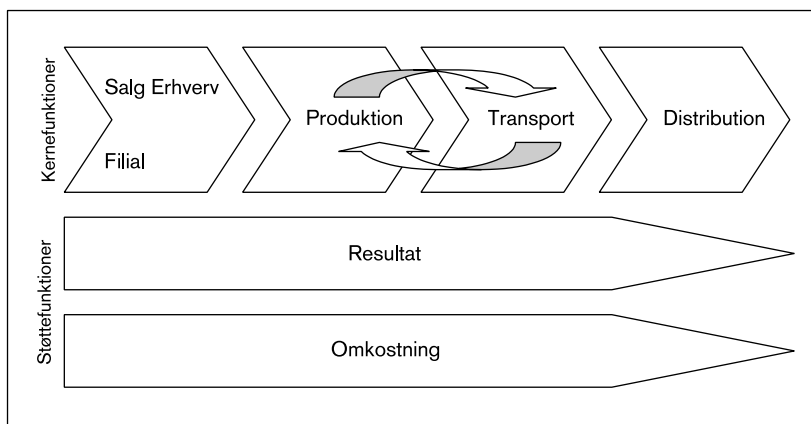 Kernefunktioner
Salg Erhverv
Filial
Produktion
Transport
Distribution
Støttefunktioner
Resultat
Omkostning